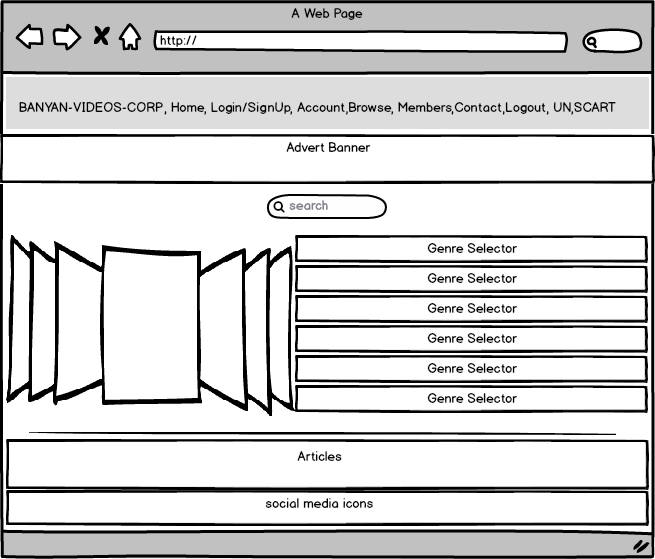 A Web Page
http://
BANYAN-VIDEOS-CORP, Home, Login/SignUp, Account,Browse, Members,Contact,Logout, UN,SCART
Advert Banner
search
Genre Selector
Genre Selector
Genre Selector
Genre Selector
Genre Selector
Genre Selector
Articles
social media icons